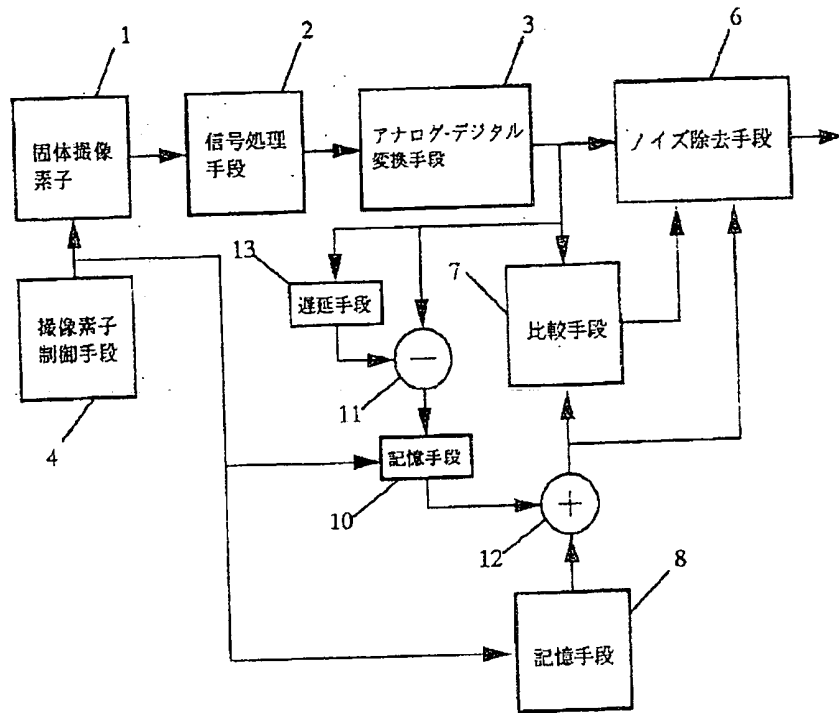 1
2
3
6
固体撮像
素子
信号処理
手段
アナログ-デジタル
変換手段
ノイズ除去手段
13
遅延手段
7
比較手段
撮像素子
制御手段
4
−
11
記憶手段
10
+
12
8
記憶手段